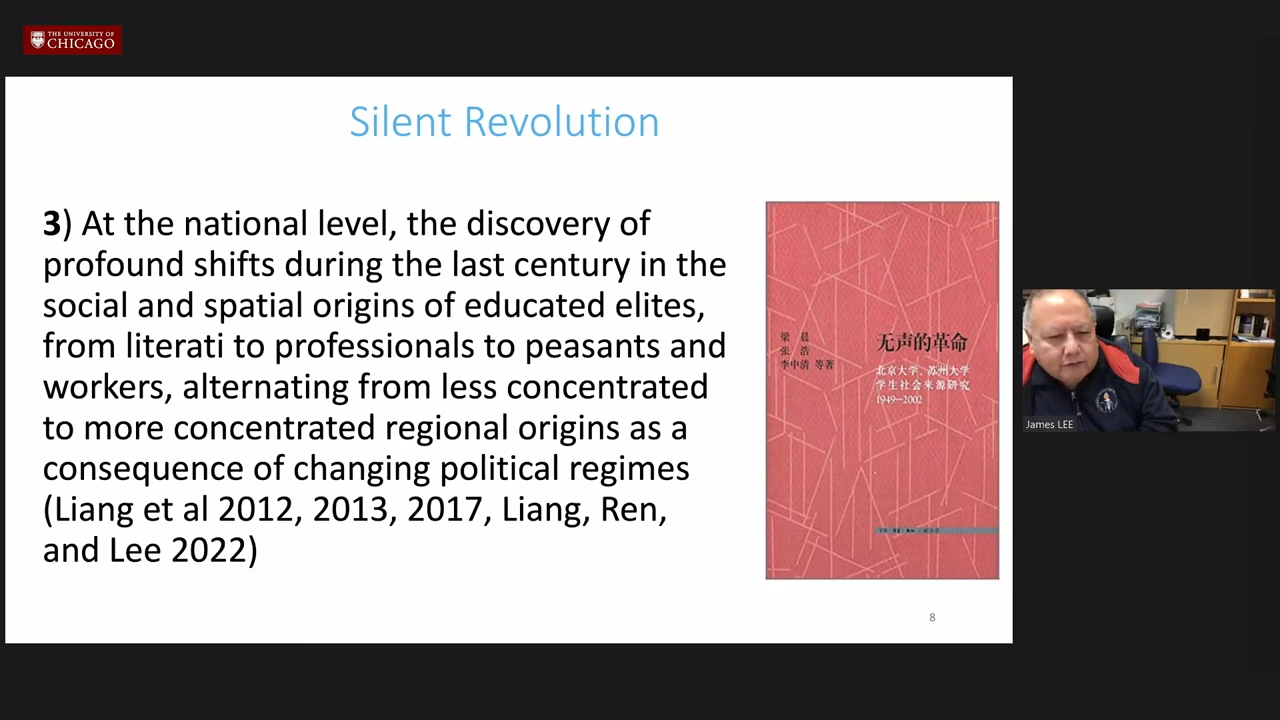 THE UNIVERSITY OF
CHICAGO
Silent Revolution
3) At the national level, the discovery of
profound shifts during the last century in the
social and spatial origins of educated elites,
from literati to professionals to peasants and
workers, alternating from less concentrated
to more concentrated regional origins as a
consequence of changing political regimes
(Liang et al 2012, 2013, 2017, Liang, Ren,
and Lee 2022)
梁 晨
张 浩
李中清 等著
无声的革命
北京大学、苏州大学
学生社会来源研究
1949—2002
8
James LEE